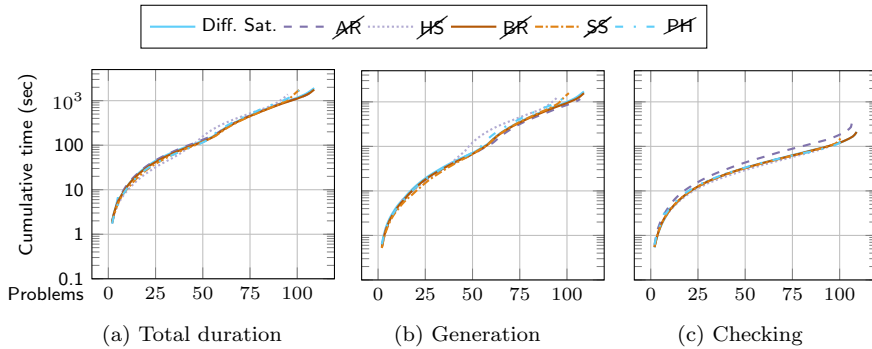 Diff. Sat. AR HS BR SS PH
Cumulative time (sec)
10³
100
10
1
0.1
Problems 0 25 50 75 100
0 25 50 75 100
0 25 50 75 100
(a) Total duration
(b) Generation
(c) Checking